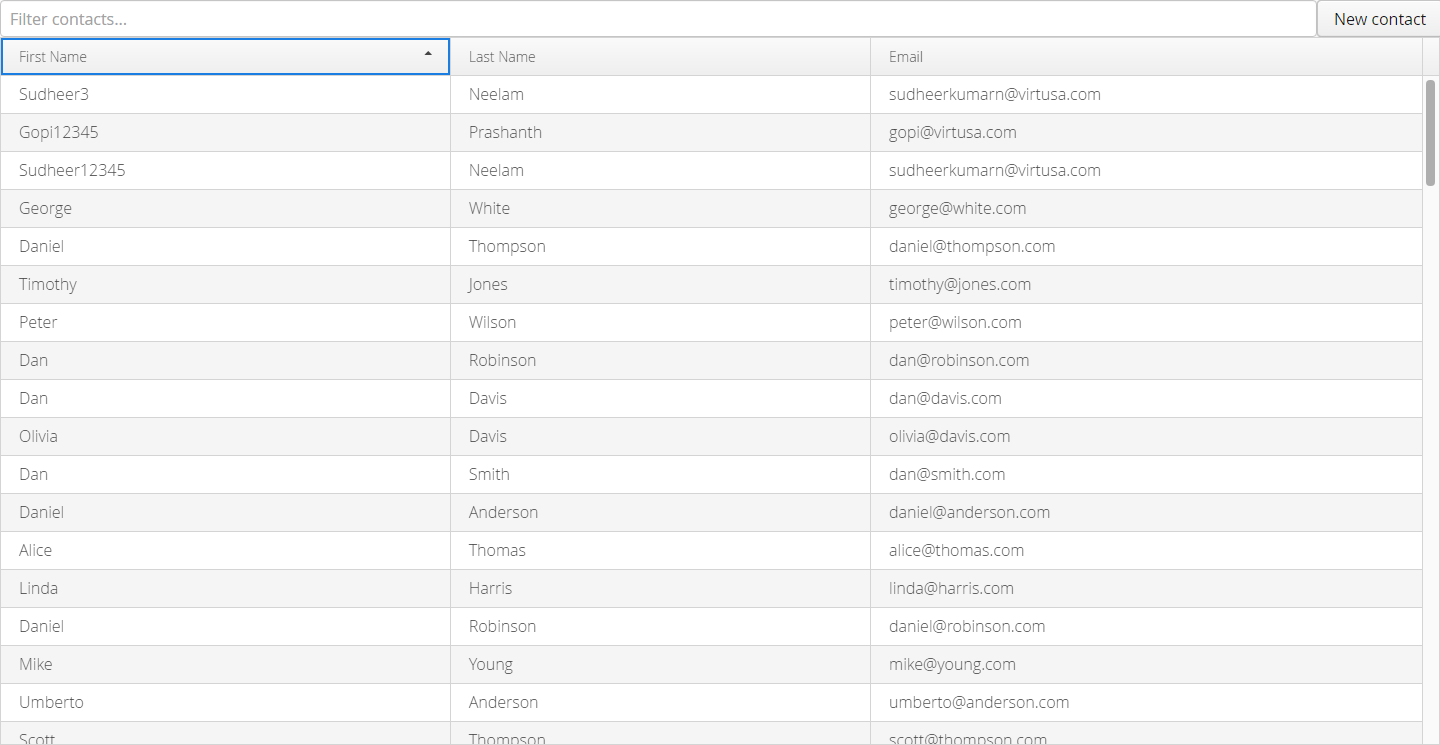 Filter contacts... New contact
First Name Last Name Email
Sudheer3 Neelam sudheerkumarn@virtusa.com
Gopi12345 Prashanth gopi@virtusa.com
Sudheer12345 Neelam sudheerkumarn@virtusa.com
George White george@white.com
Daniel Thompson daniel@thompson.com
Timothy Jones timothy@jones.com
Peter Wilson peter@wilson.com
Dan Robinson dan@robinson.com
Dan Davis dan@davis.com
Olivia Davis olivia@davis.com
Dan Smith dan@smith.com
Daniel Anderson daniel@anderson.com
Alice Thomas alice@thomas.com
Linda Harris linda@harris.com
Daniel Robinson daniel@robinson.com
Mike Young mike@young.com
Umberto Anderson umberto@anderson.com
Scott Thompson scott@thompson.com